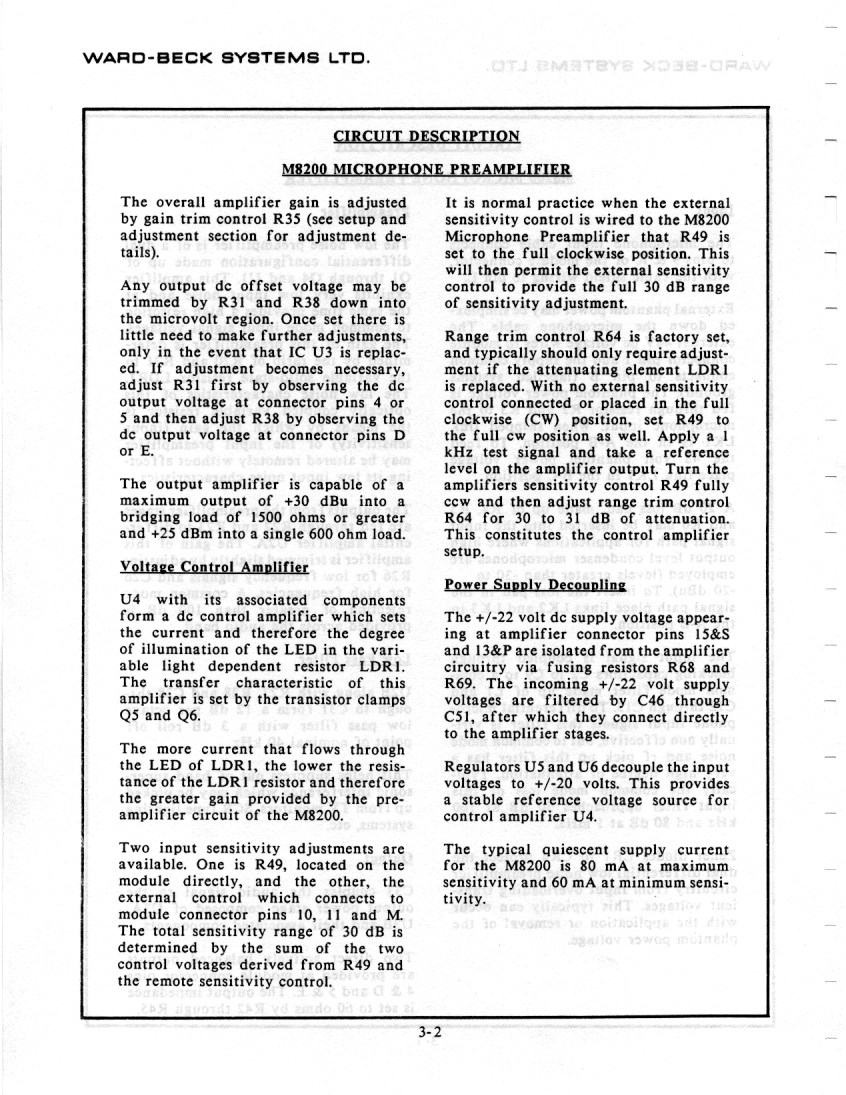 WARD-BECK SYSTEMS LTD.
CIRCUIT DESCRIPTION
M8200 MICROPHONE PREAMPLIFIER
The overall amplifier gain is adjusted
by gain trim control R35 (see setup and
adjustment section for adjustment de-
tails).
Any output dc offset voltage may be
trimmed by R31 and R38 down into
the microvolt region. Once set there is
little need to make further adjustments,
only in the event that IC U3 is replac-
ed. If adjustment becomes necessary,
adjust R31 first by observing the dc
output voltage at connector pins 4 or
5 and then adjust R38 by observing the
dc output voltage at connector pins D
or E.
The output amplifier is capable of a
maximum output of +30 dBu into a
bridging load of 1500 ohms or greater
and +25 dBm into a single 600 ohm load.
Voltage Control Amplifier
U4 with its associated components
form a dc control amplifier which sets
the current and therefore the degree
of illumination of the LED in the vari-
able light dependent resistor LDR1.
The transfer characteristic of this
amplifier is set by the transistor clamps
Q5 and Q6.
The more current that flows through
the LED of LDR1, the lower the resis-
tance of the LDR1 resistor and therefore
the greater gain provided by the pre-
amplifier circuit of the M8200.
Two input sensitivity adjustments are
available. One is R49, located on the
module directly, and the other, the
external control which connects to
module connector pins 10, 11 and M.
The total sensitivity range of 30 dB is
determined by the sum of the two
control voltages derived from R49 and
the remote sensitivity control.
It is normal practice when the external
sensitivity control is wired to the M8200
Microphone Preamplifier that R49 is
set to the full clockwise position. This
will then permit the external sensitivity
control to provide the full 30 dB range
of sensitivity adjustment.
Range trim control R64 is factory set,
and typically should only require adjust-
ment if the attenuating element LDR1
is replaced. With no external sensitivity
control connected or placed in the full
clockwise (CW) position, set R49 to
the full cw position as well. Apply a 1
kHz test signal and take a reference
level on the amplifier output. Turn the
amplifiers sensitivity control R49 fully
ccw and then adjust range trim control
R64 for 30 to 31 dB of attenuation.
This constitutes the control amplifier
setup.
Power Supply Decoupling
The +/-22 volt dc supply voltage appear-
ing at amplifier connector pins 15&S
and 13&P are isolated from the amplifier
circuitry via fusing resistors R68 and
R69. The incoming +/-22 volt supply
voltages are filtered by C46 through
C51, after which they connect directly
to the amplifier stages.
Regulators U5 and U6 decouple the input
voltages to +/-20 volts. This provides
a stable reference voltage source for
control amplifier U4.
The typical quiescent supply current
for the M8200 is 80 mA at maximum
sensitivity and 60 mA at minimum sensi-
tivity.
3-2